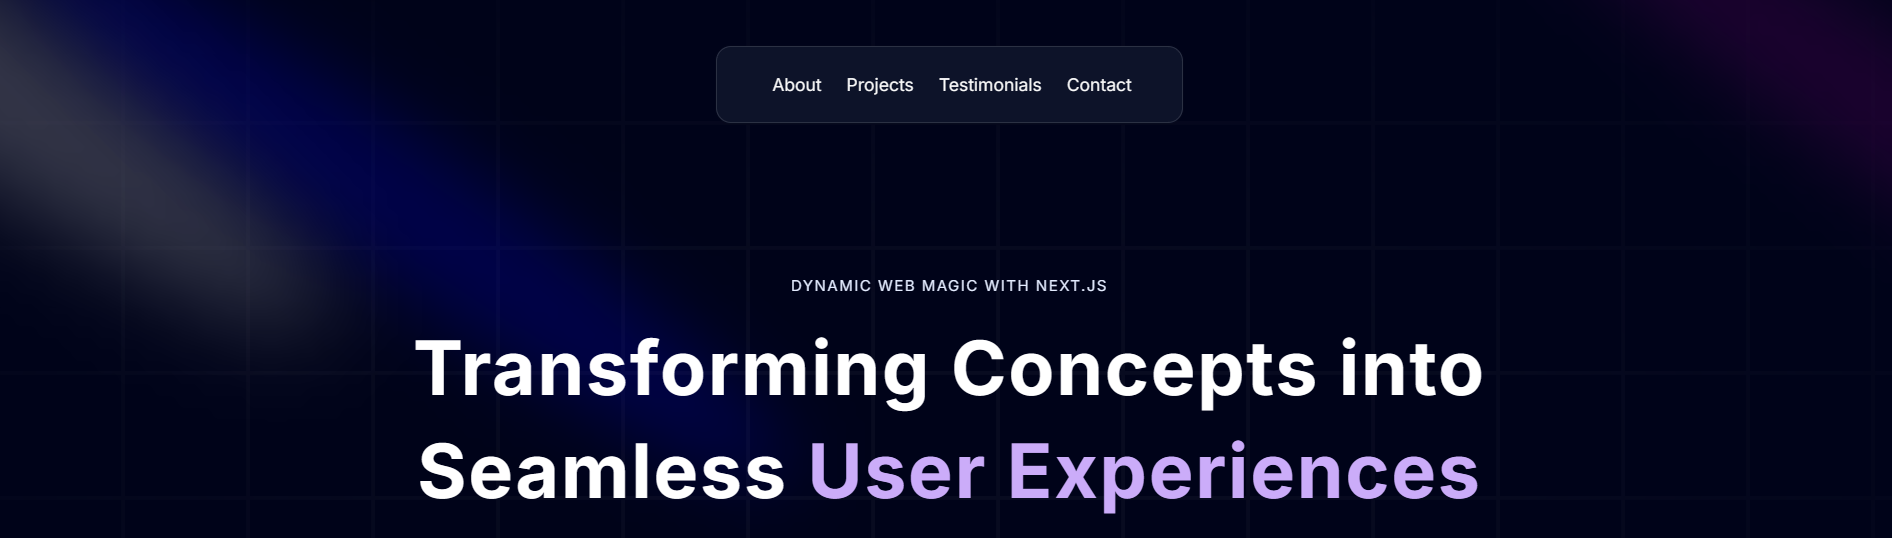 About Projects Testimonials Contact
DYNAMIC WEB MAGIC WITH NEXT.JS
Transforming Concepts into
Seamless User Experiences